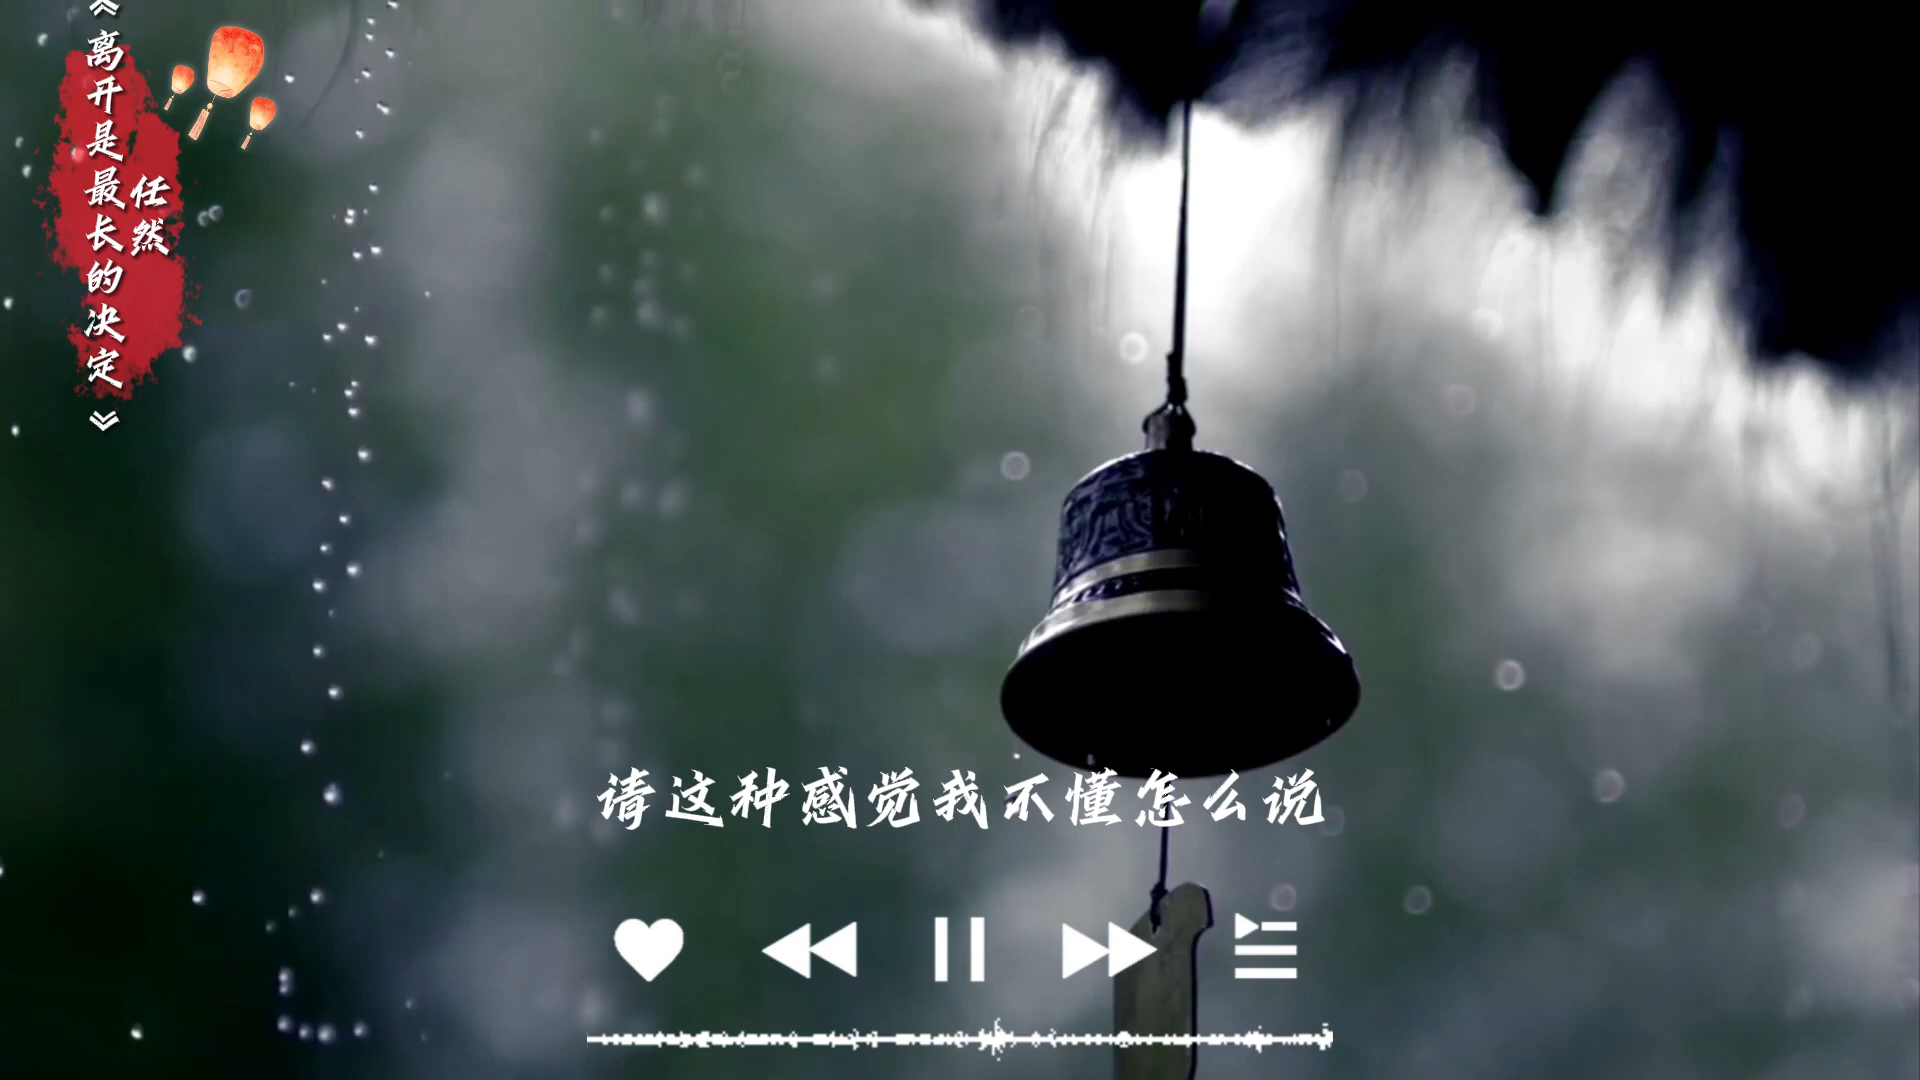 《离开是最长的决定》
任然
请这种感觉我不懂怎么说